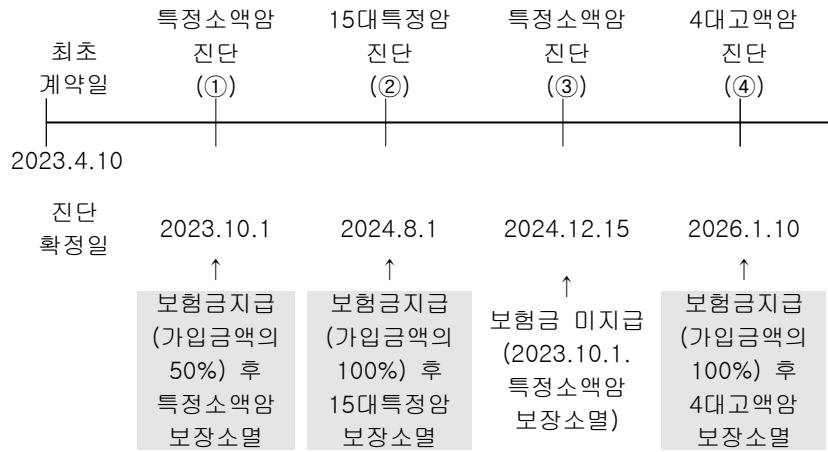 최초
계약일
특정소액암
진단
(①)
15대특정암
진단
(②)
특정소액암
진단
(③)
4대고액암
진단
(④)
2023.4.10
진단
확정일
2023.10.1
2024.8.1
2024.12.15
2026.1.10
↑
보험금지급
(가입금액의
50%) 후
특정소액암
보장소멸
↑
보험금지급
(가입금액의
100%) 후
15대특정암
보장소멸
↑
보험금 미지급
(2023.10.1.
특정소액암
보장소멸)
↑
보험금지급
(가입금액의
100%) 후
4대고액암
보장소멸